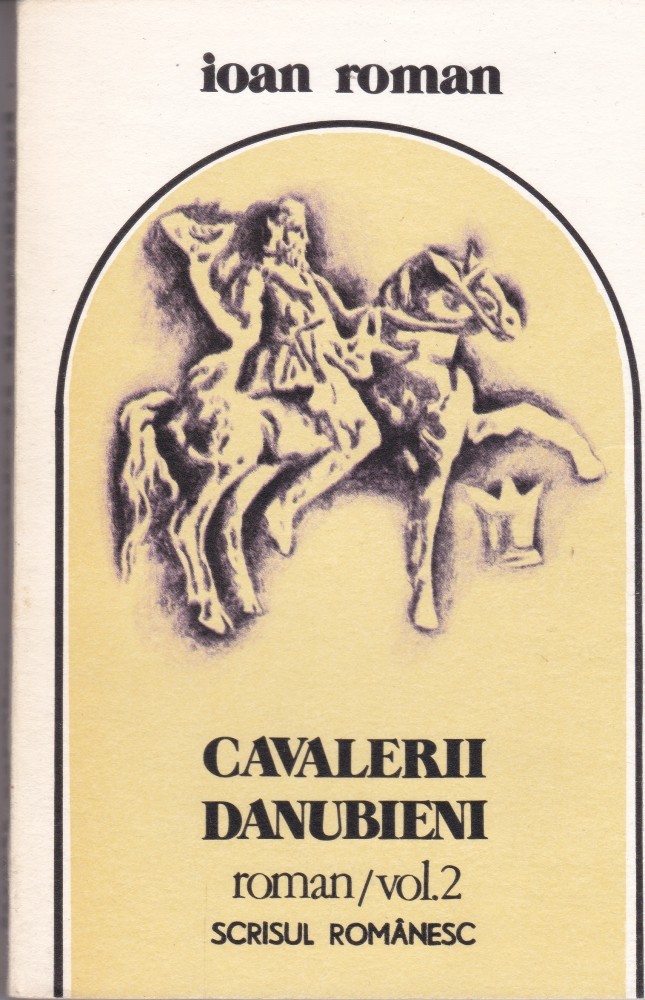 ioan roman
CAVALERII
DANUBIENI
roman/vol.2
SCRISUL ROMÂNESC